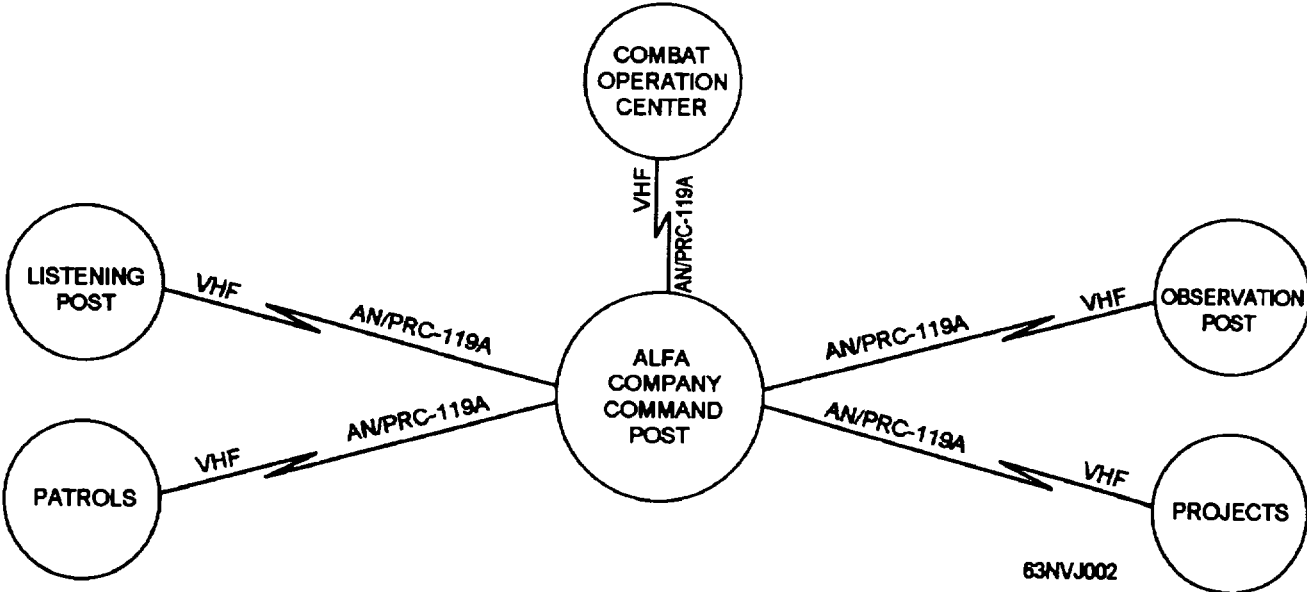 COMBAT
OPERATION
CENTER
VHF
AN/PRC-119A
LISTENING
POST
VHF
AN/PRC-119A
AN/PRC-119A
VHF
OBSERVATION
POST
ALFA
COMPANY
COMMAND
POST
PATROLS
VHF
AN/PRC-119A
AN/PRC-119A
VHF
PROJECTS
63NVJ002